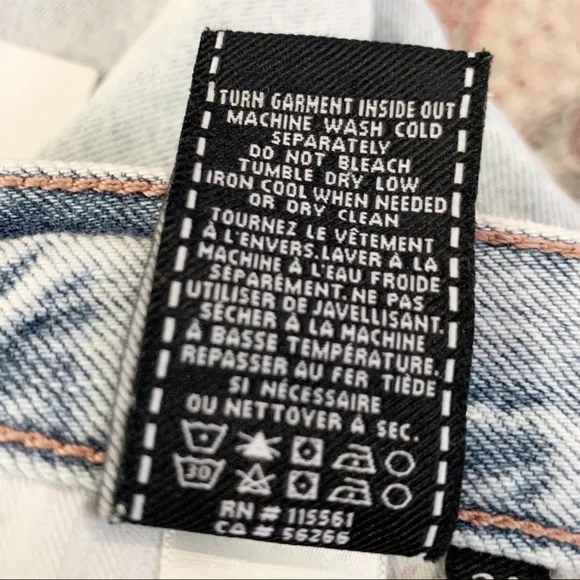 TURN GARMENT INSIDE OUT
MACHINE WASH COLD
SEPARATELY
DO NOT BLEACH
TUMBLE DRY LOW
IRON COOL WHEN NEEDED
OR DRY CLEAN
TOURNEZ LE VÊTEMENT
À L'ENVERS. LAVER À LA
MACHINE À L'EAU FROIDE
SÉPARÉMENT. NE PAS
UTILISER DE JAVELLISANT.
SÉCHER À LA MACHINE
À BASSE TEMPÉRATURE.
REPASSER AU FER TIÈDE
SI NÉCESSAIRE
OU NETTOYER À SEC.
30
RN # 115561
CA # 56266